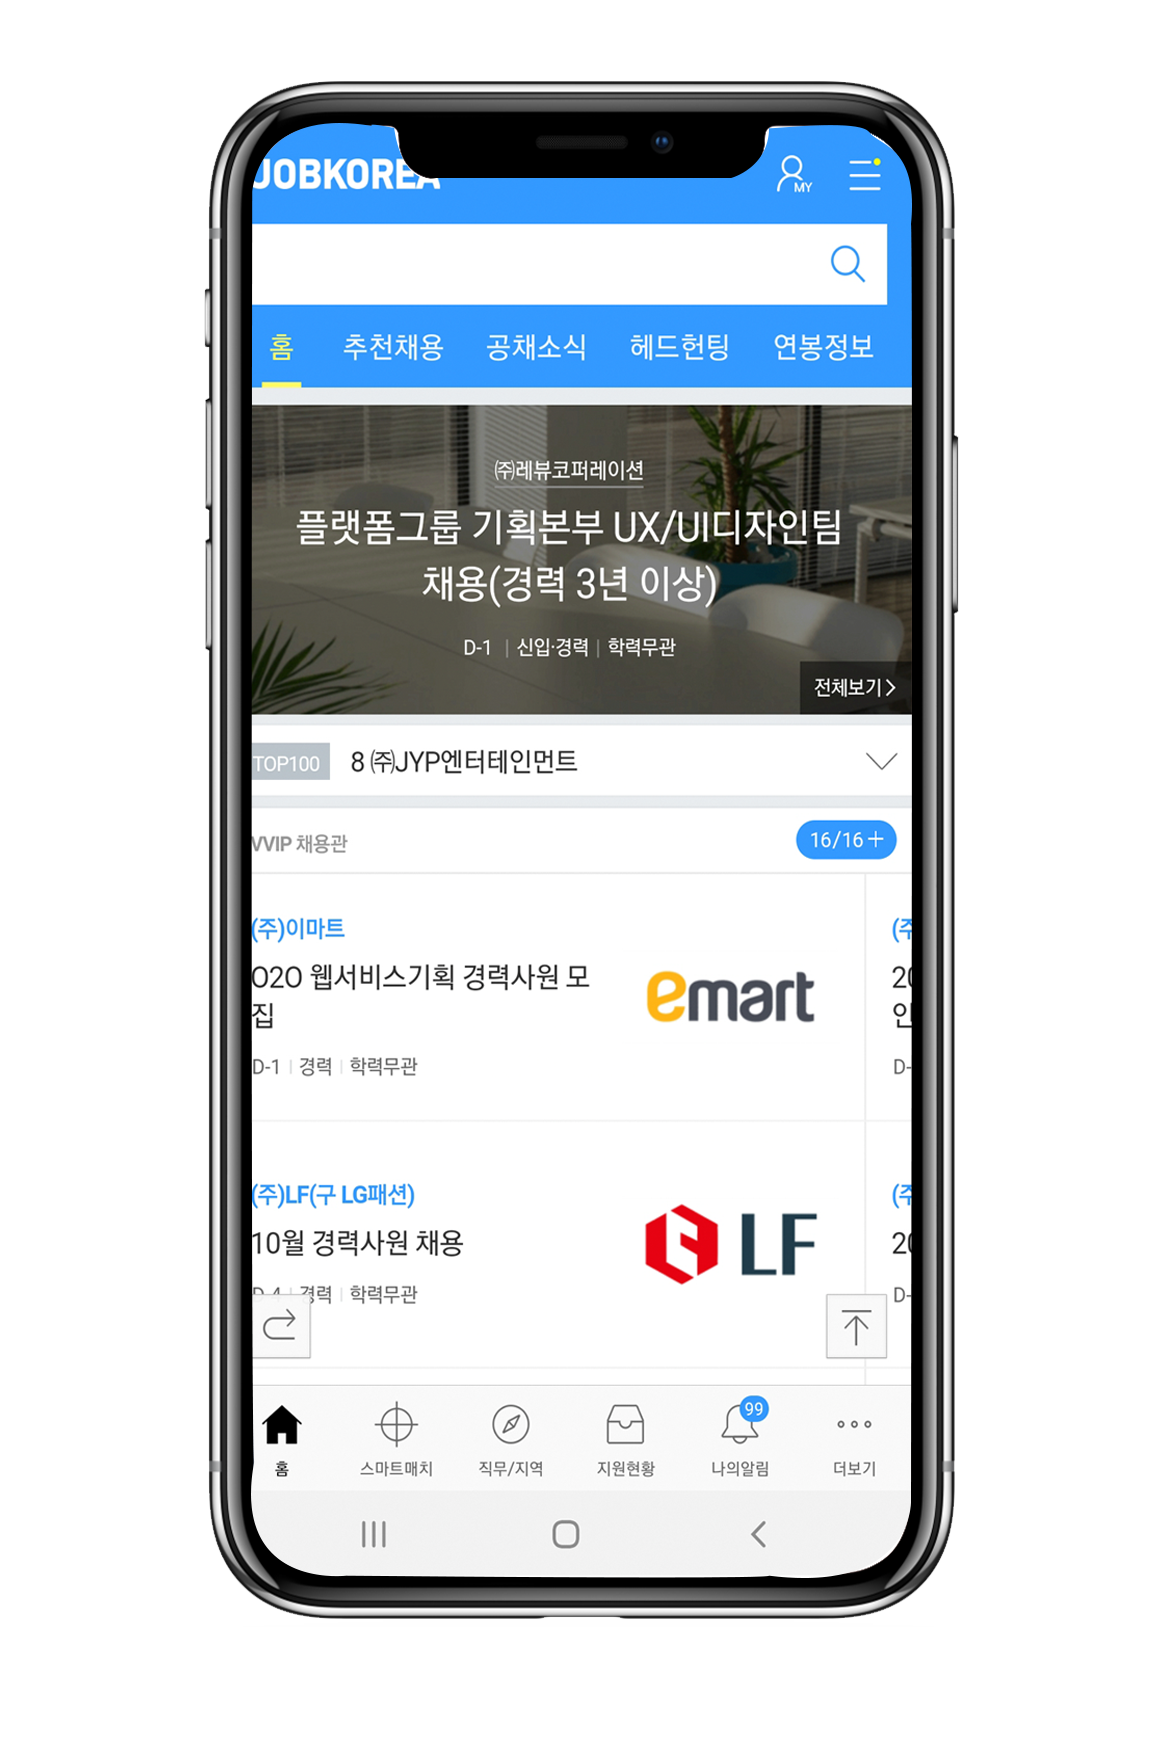 JOBKOREA
MY
홈 추천채용 공채소식 헤드헌팅 연봉정보
㈜레뷰코퍼레이션
플랫폼그룹 기획본부 UX/UI디자인팀
채용(경력 3년 이상)
D-1 | 신입·경력 | 학력무관
전체보기 >
TOP100 8 ㈜JYP엔터테인먼트
VVIP 채용관 16/16+
(주)이마트
O2O 웹서비스기획 경력사원 모
집
emart
D-1 | 경력 | 학력무관
(주)LF(구 LG패션)
10월 경력사원 채용
LF
D-4 | 경력 | 학력무관
99
홈 스마트매치 직무/지역 지원현황 나의알림 더보기